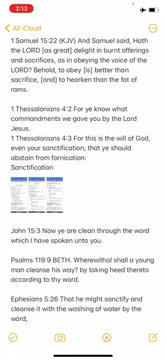 2:13
All iCloud
1 Samuel 15:22 (KJV) And Samuel said, Hath
the LORD [as great] delight in burnt offerings
and sacrifices, as in obeying the voice of the
LORD? Behold, to obey [is] better than
sacrifice, [and] to hearken than the fat of
rams.
1 Thessalonians 4:2 For ye know what
commandments we gave you by the Lord
Jesus.
1 Thessalonians 4:3 For this is the will of God,
even your sanctification, that ye should
abstain from fornication:
Sanctification
John 15:3 Now ye are clean through the word
which I have spoken unto you.
Psalms 119:9 BETH. Wherewithal shall a young
man cleanse his way? by taking heed thereto
according to thy word.
Ephesians 5:26 That he might sanctify and
cleanse it with the washing of water by the
word,